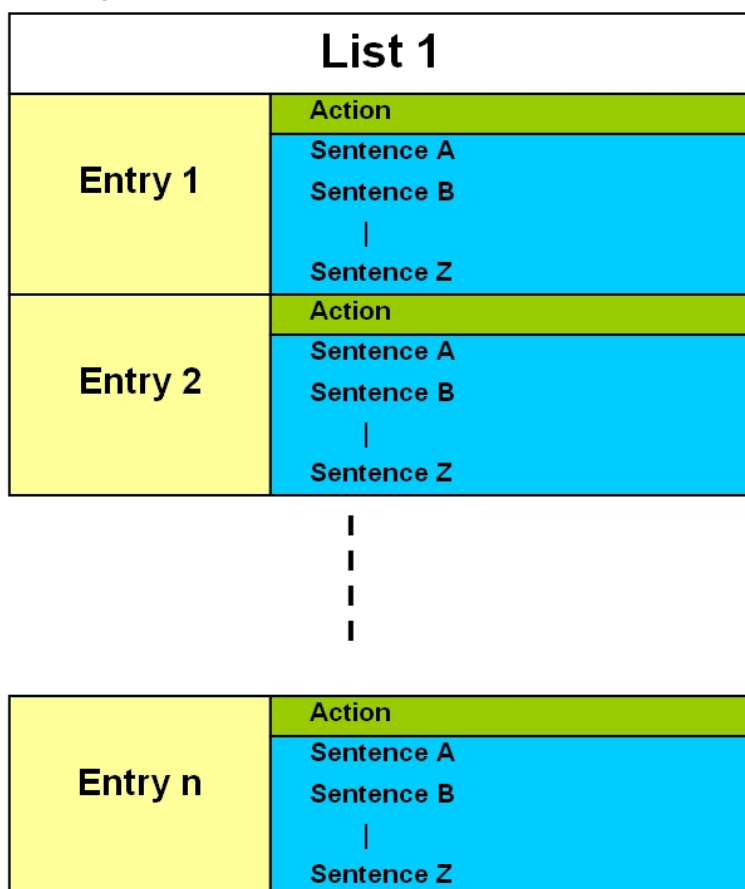 List 1
Entry 1
Action
Sentence A
Sentence B
|
Sentence Z
Entry 2
Action
Sentence A
Sentence B
|
Sentence Z
Entry n
Action
Sentence A
Sentence B
|
Sentence Z